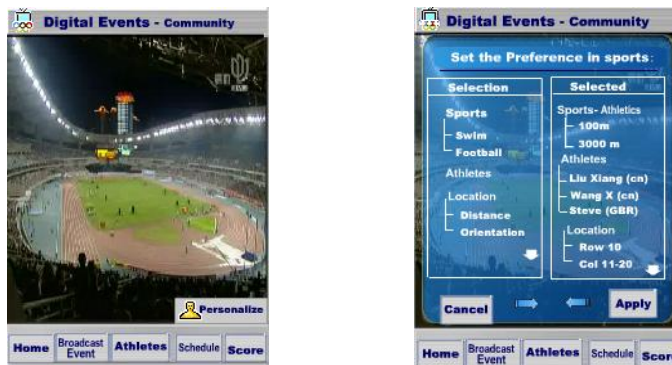 Digital Events - Community
Personalize
Home
Broadcast
Event
Athletes
Schedule
Score
Digital Events - Community
Set the Preference in sports:
Selection
Sports
Swim
Football
Athletes
Location
Distance
Orientation
Selected
Sports- Athletics
100m
3000 m
Athletes
Liu Xiang (cn)
Wang X (cn)
Steve (GBR)
Location
Row 10
Col 11-20
Cancel
Apply
Home
Broadcast
Event
Athletes
Schedule
Score